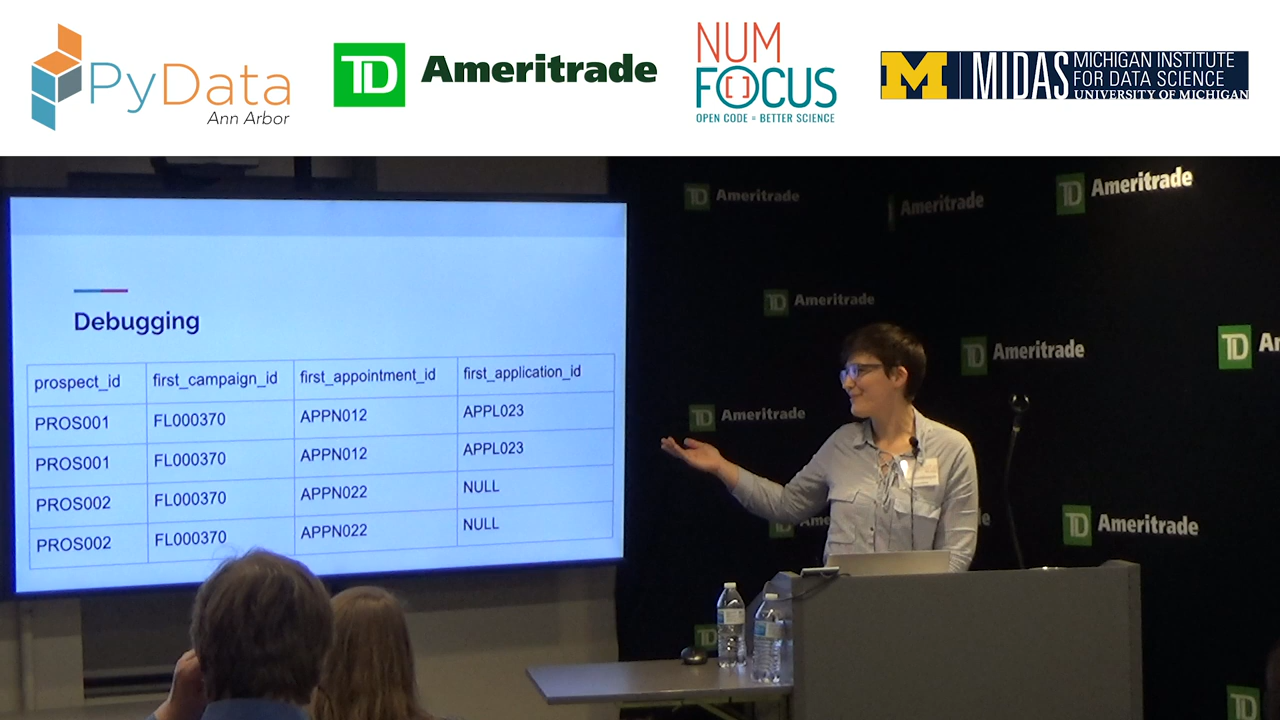 PyData
Ann Arbor
TD Ameritrade
NUM
FOCUS
OPEN CODE = BETTER SCIENCE
M MIDAS
MICHIGAN INSTITUTE
FOR DATA SCIENCE
UNIVERSITY OF MICHIGAN
Debugging
prospect_id first_campaign_id first_appointment_id first_application_id
PROS001 FL000370 APPN012 APPL023
PROS001 FL000370 APPN012 APPL023
PROS002 FL000370 APPN022 NULL
PROS002 FL000370 APPN022 NULL
TD Ameritrade
Ameritrade
TD Ameritrade
TD Ameritrade
TD Ameritrade
TD
TD Ameritrade
TD Ameritrade
TD
TD